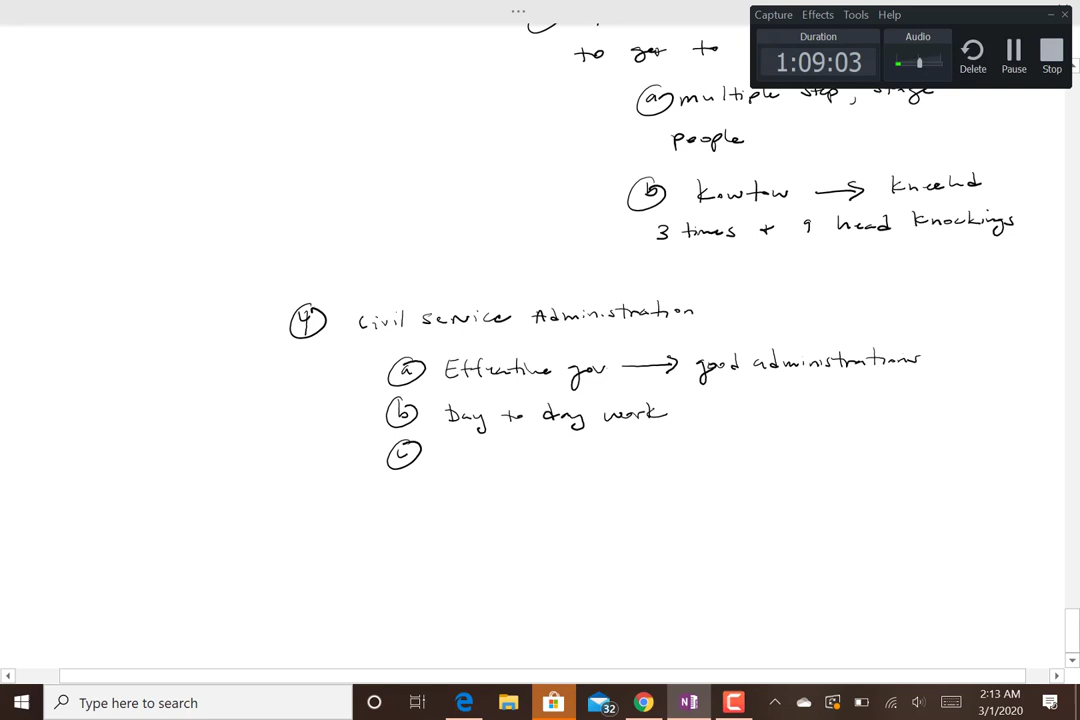 Capture Effects Tools Help
Duration
Audio
1:09:03
Delete Pause Stop
to get to
(a) multiple step, stage
people
(b) Kowtow → Kneeled
3 times + 9 head knockings
(4) Civil service Administration
(a) Effective gov → good administrations
(b) Day to day work
(c)
Type here to search
32
2:13 AM
3/1/2020